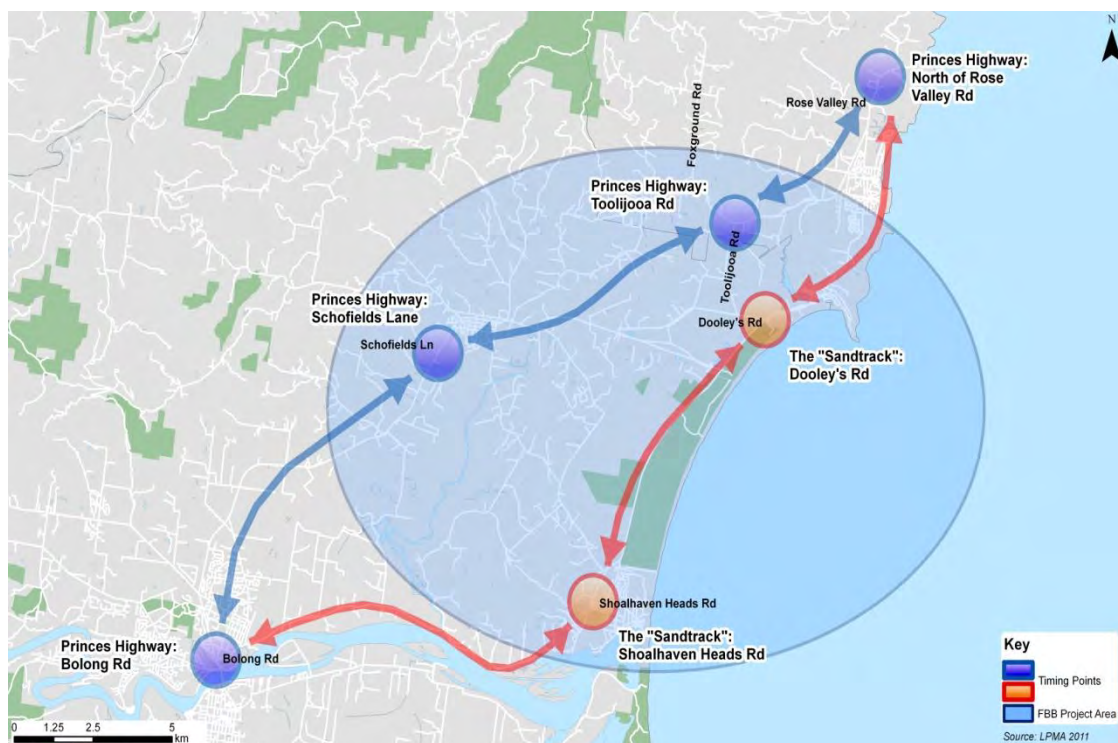 N
Princes Highway:
North of Rose
Valley Rd
Rose Valley Rd
Foxground Rd
Princes Highway:
Toolijooa Rd
Toolijooa Rd
Princes Highway:
Schofields Lane
Schofields Ln
Dooley's Rd
The "Sandtrack":
Dooley's Rd
Shoalhaven Heads Rd
The "Sandtrack":
Shoalhaven Heads Rd
Princes Highway:
Bolong Rd
Bolong Rd
Key
Timing Points
FBB Project Area
Source: LPMA 2011
0 1.25 2.5 5
km